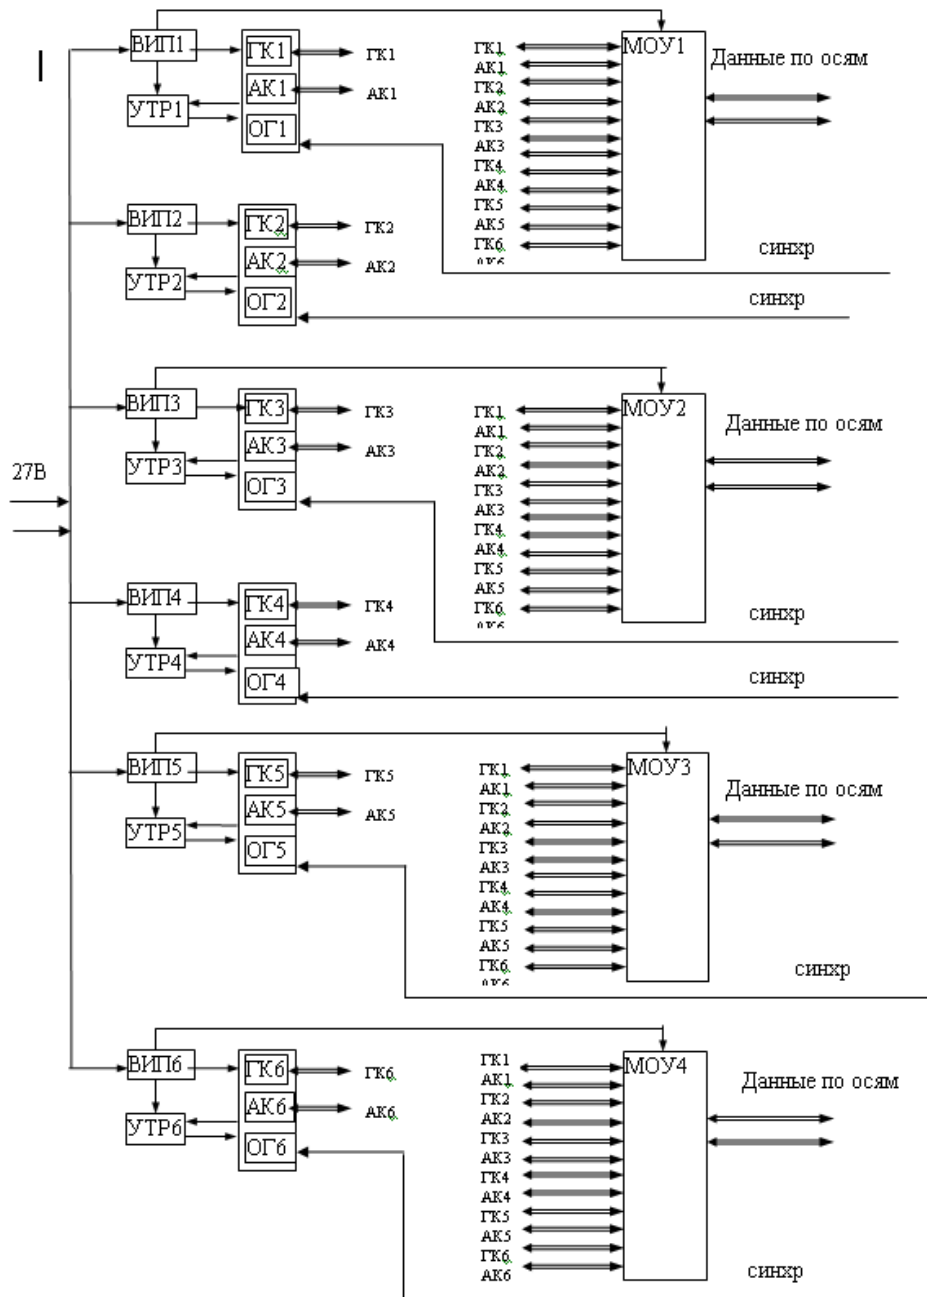 ВИП1
ГК1
ГК1
АК1
АК1
УТР1
ОГ1
ГК1
АК1
ГК2
АК2
ГК3
АК3
ГК4
АК4
ГК5
АК5
ГК6
АК6
МОУ1
Данные по осям
синхр
ВИП2
ГК2
ГК2
АК2
АК2
УТР2
ОГ2
синхр
27В
ВИП3
ГК3
ГК3
АК3
АК3
УТР3
ОГ3
ГК1
АК1
ГК2
АК2
ГК3
АК3
ГК4
АК4
ГК5
АК5
ГК6
АК6
МОУ2
Данные по осям
синхр
ВИП4
ГК4
ГК4
АК4
АК4
УТР4
ОГ4
синхр
ВИП5
ГК5
ГК5
АК5
АК5
УТР5
ОГ5
ГК1
АК1
ГК2
АК2
ГК3
АК3
ГК4
АК4
ГК5
АК5
ГК6
АК6
МОУ3
Данные по осям
синхр
ВИП6
ГК6
ГК6
АК6
АК6
УТР6
ОГ6
ГК1
АК1
ГК2
АК2
ГК3
АК3
ГК4
АК4
ГК5
АК5
ГК6
АК6
МОУ4
Данные по осям
синхр